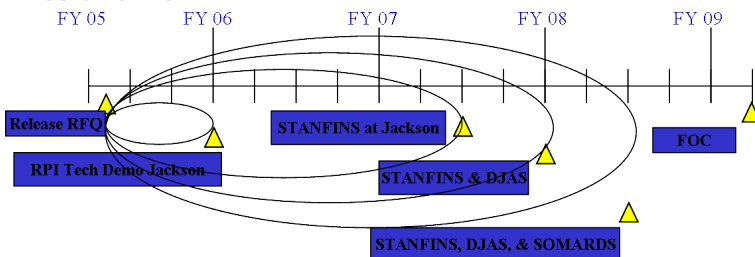 FY 05 FY 06 FY 07 FY 08 FY 09
Release RFQ
STANFINS at Jackson
FOC
RPI Tech Demo Jackson
STANFINS & DJAS
STANFINS, DJAS, & SOMARDS